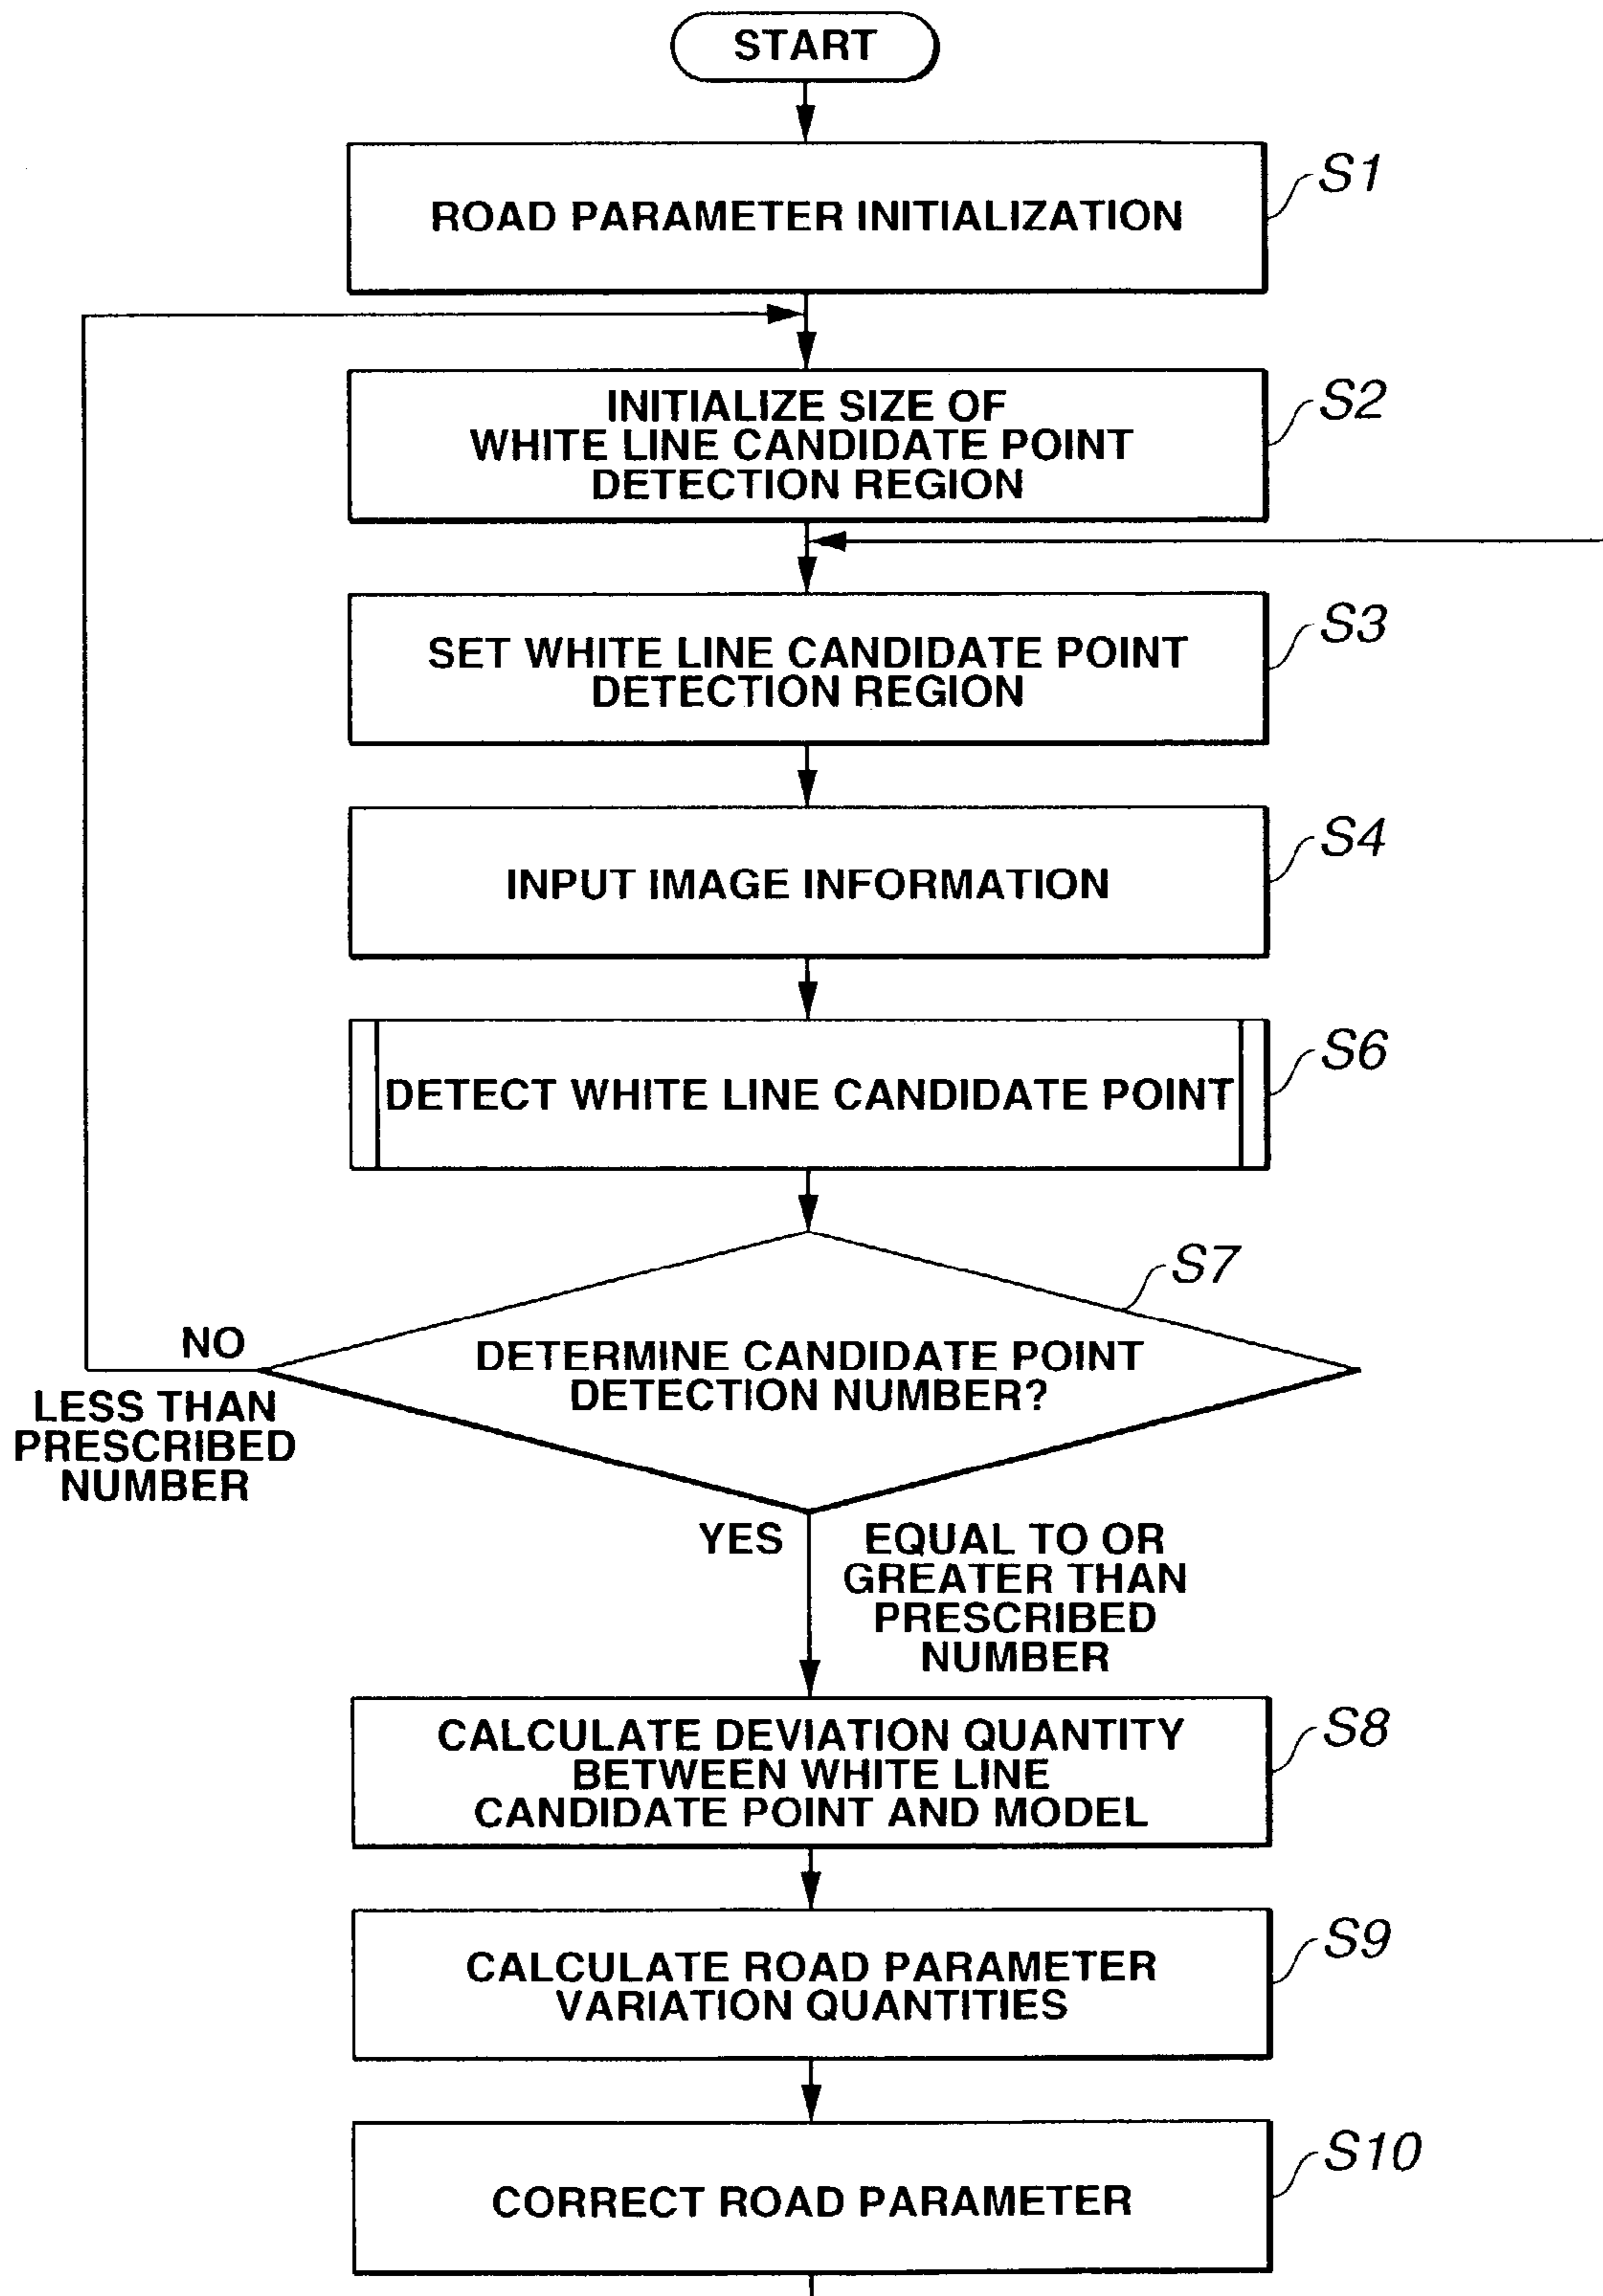 START
ROAD PARAMETER INITIALIZATION
S1
INITIALIZE SIZE OF
WHITE LINE CANDIDATE POINT
DETECTION REGION
S2
SET WHITE LINE CANDIDATE POINT
DETECTION REGION
S3
INPUT IMAGE INFORMATION
S4
DETECT WHITE LINE CANDIDATE POINT
S6
DETERMINE CANDIDATE POINT
DETECTION NUMBER?
S7
NO
LESS THAN
PRESCRIBED
NUMBER
YES
EQUAL TO OR
GREATER THAN
PRESCRIBED
NUMBER
CALCULATE DEVIATION QUANTITY
BETWEEN WHITE LINE
CANDIDATE POINT AND MODEL
S8
CALCULATE ROAD PARAMETER
VARIATION QUANTITIES
S9
CORRECT ROAD PARAMETER
S10